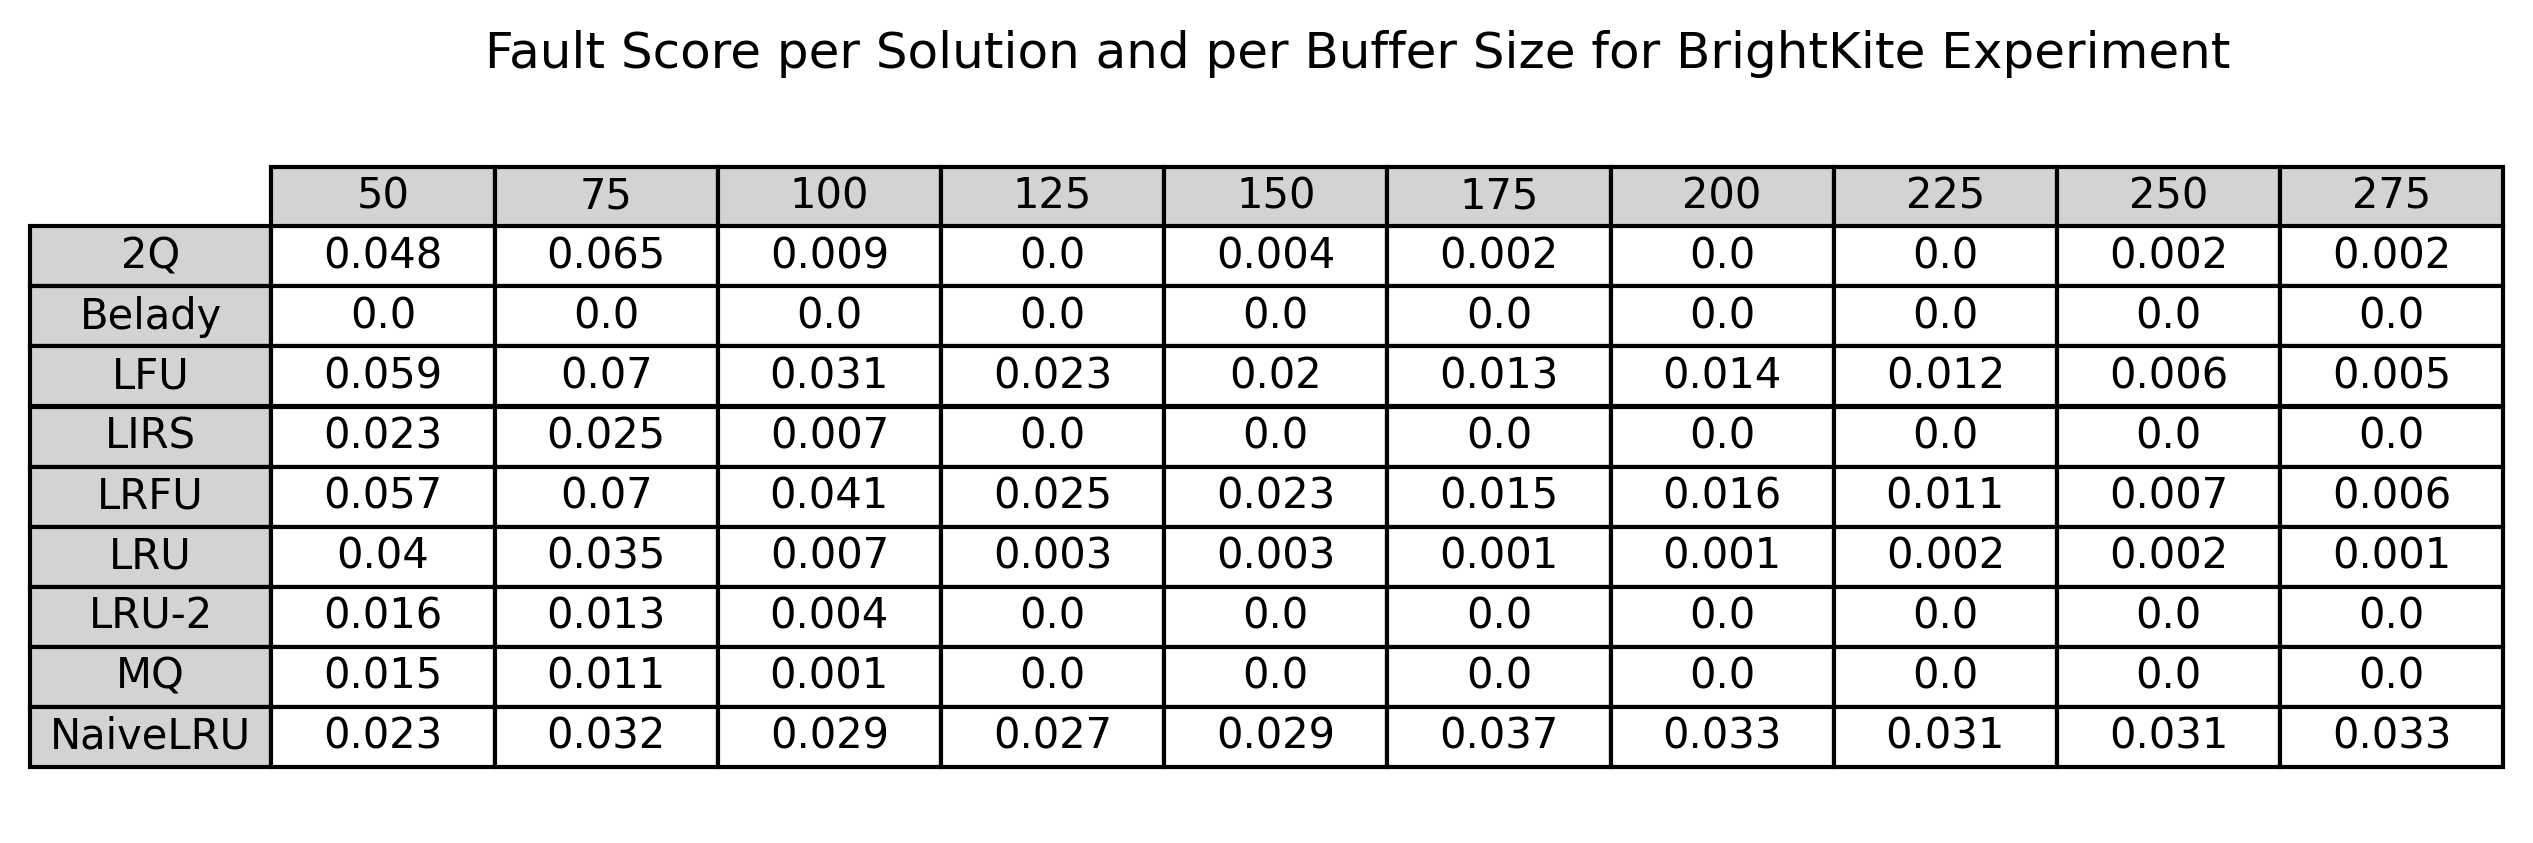 Fault Score per Solution and per Buffer Size for BrightKite Experiment
50 75 100 125 150 175 200 225 250 275
2Q 0.048 0.065 0.009 0.0 0.004 0.002 0.0 0.0 0.002 0.002
Belady 0.0 0.0 0.0 0.0 0.0 0.0 0.0 0.0 0.0 0.0
LFU 0.059 0.07 0.031 0.023 0.02 0.013 0.014 0.012 0.006 0.005
LIRS 0.023 0.025 0.007 0.0 0.0 0.0 0.0 0.0 0.0 0.0
LRFU 0.057 0.07 0.041 0.025 0.023 0.015 0.016 0.011 0.007 0.006
LRU 0.04 0.035 0.007 0.003 0.003 0.001 0.001 0.002 0.002 0.001
LRU-2 0.016 0.013 0.004 0.0 0.0 0.0 0.0 0.0 0.0 0.0
MQ 0.015 0.011 0.001 0.0 0.0 0.0 0.0 0.0 0.0 0.0
NaiveLRU 0.023 0.032 0.029 0.027 0.029 0.037 0.033 0.031 0.031 0.033